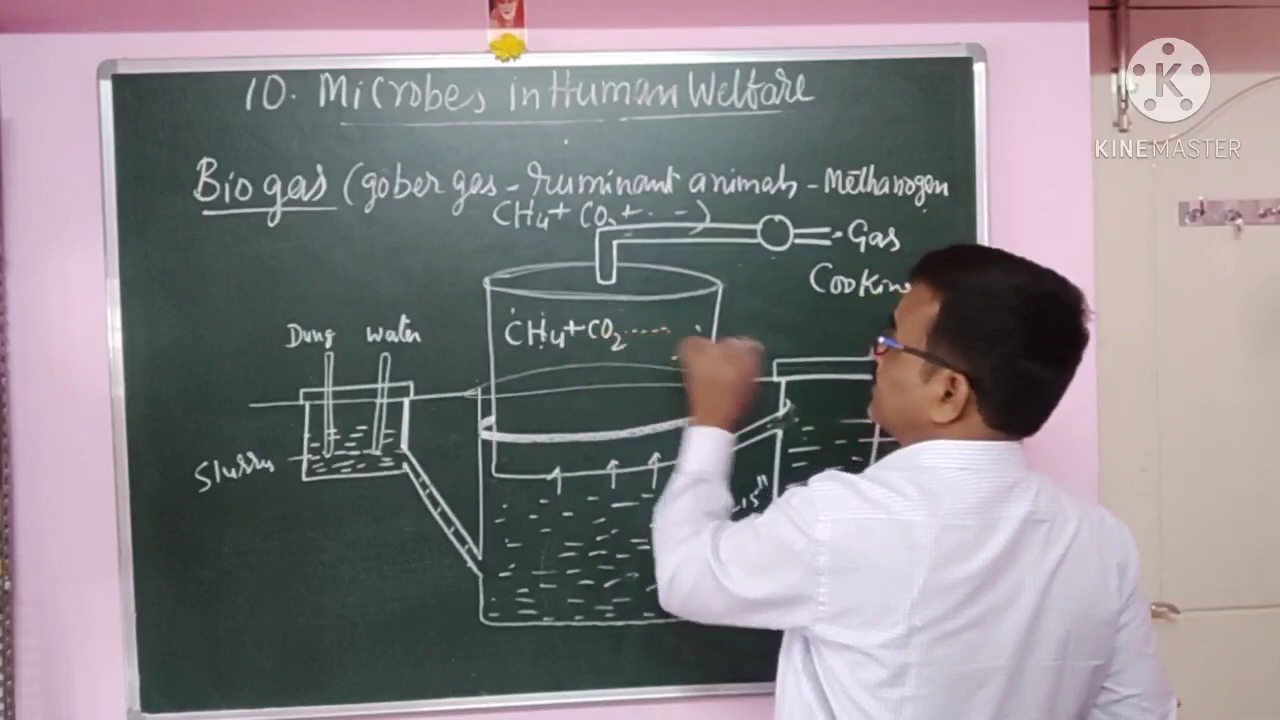 10. Microbes in Human Welfare
Bio gas (gober gas - ruminant animals - Methanogen
CH4 + CO2 + - - -)
Gas
Cooking
CH4 + CO2 ......
Dung Water
Slurry
K
KINEMASTER